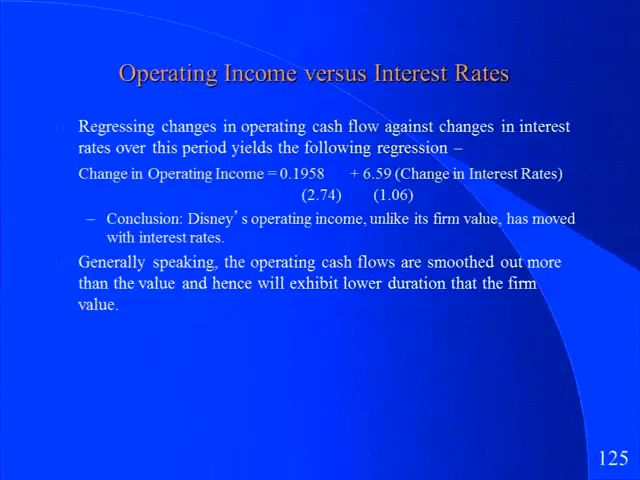 Operating Income versus Interest Rates
Regressing changes in operating cash flow against changes in interest
rates over this period yields the following regression –
Change in Operating Income = 0.1958 + 6.59 (Change in Interest Rates)
(2.74) (1.06)
– Conclusion: Disney’s operating income, unlike its firm value, has moved
with interest rates.
Generally speaking, the operating cash flows are smoothed out more
than the value and hence will exhibit lower duration that the firm
value.
125